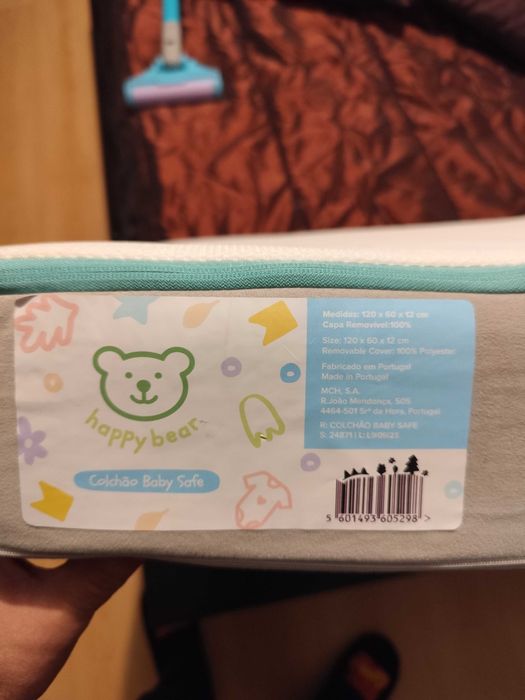 happy bear
Colchão Baby Safe
Medidas: 120 x 60 x 12 cm
Capa Removível:100%
Size: 120 x 60 x 12 cm
Removable Cover: 100% Polyester
Fabricado em Portugal
Made in Portugal
MCH, S.A.
R.João Mendonça, 505
4464-501 Srª da Hora, Portugal
R: COLCHÃO BABY SAFE
S: 24871 | L:
5 601493 605298 >